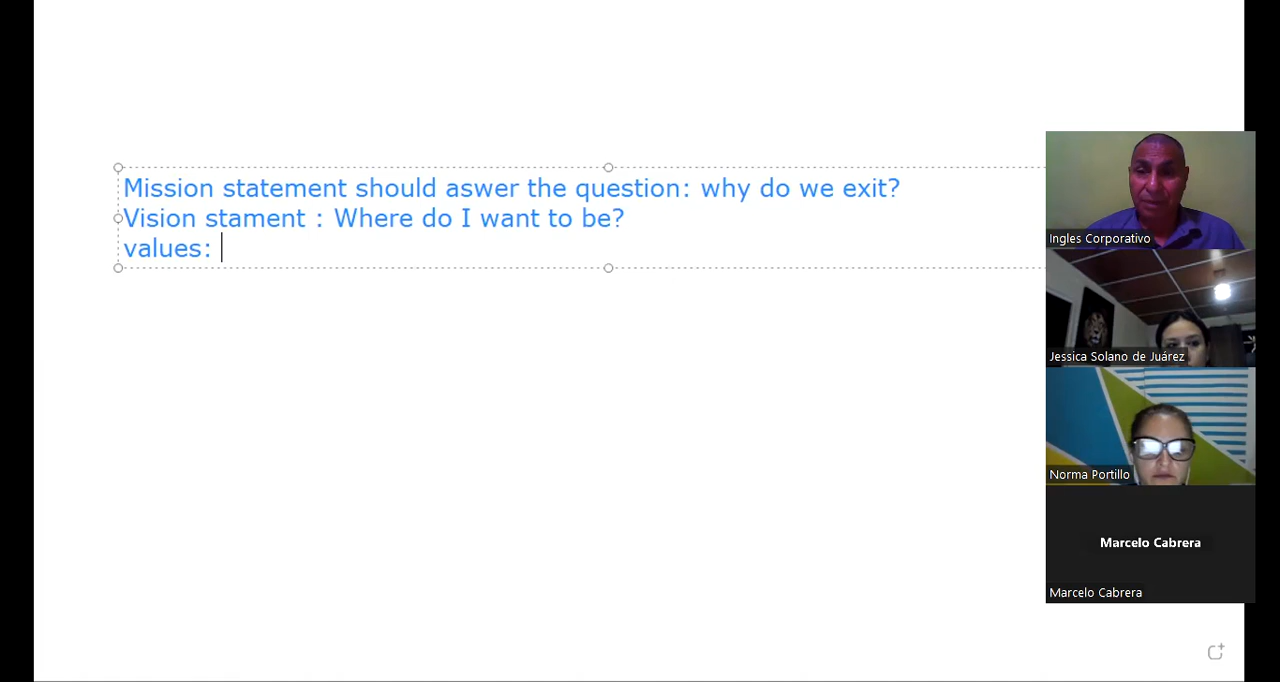 Mission statement should aswer the question: why do we exit?
Vision stament : Where do I want to be?
values:
Ingles Corporativo
Jessica Solano de Juárez
Norma Portillo
Marcelo Cabrera
Marcelo Cabrera